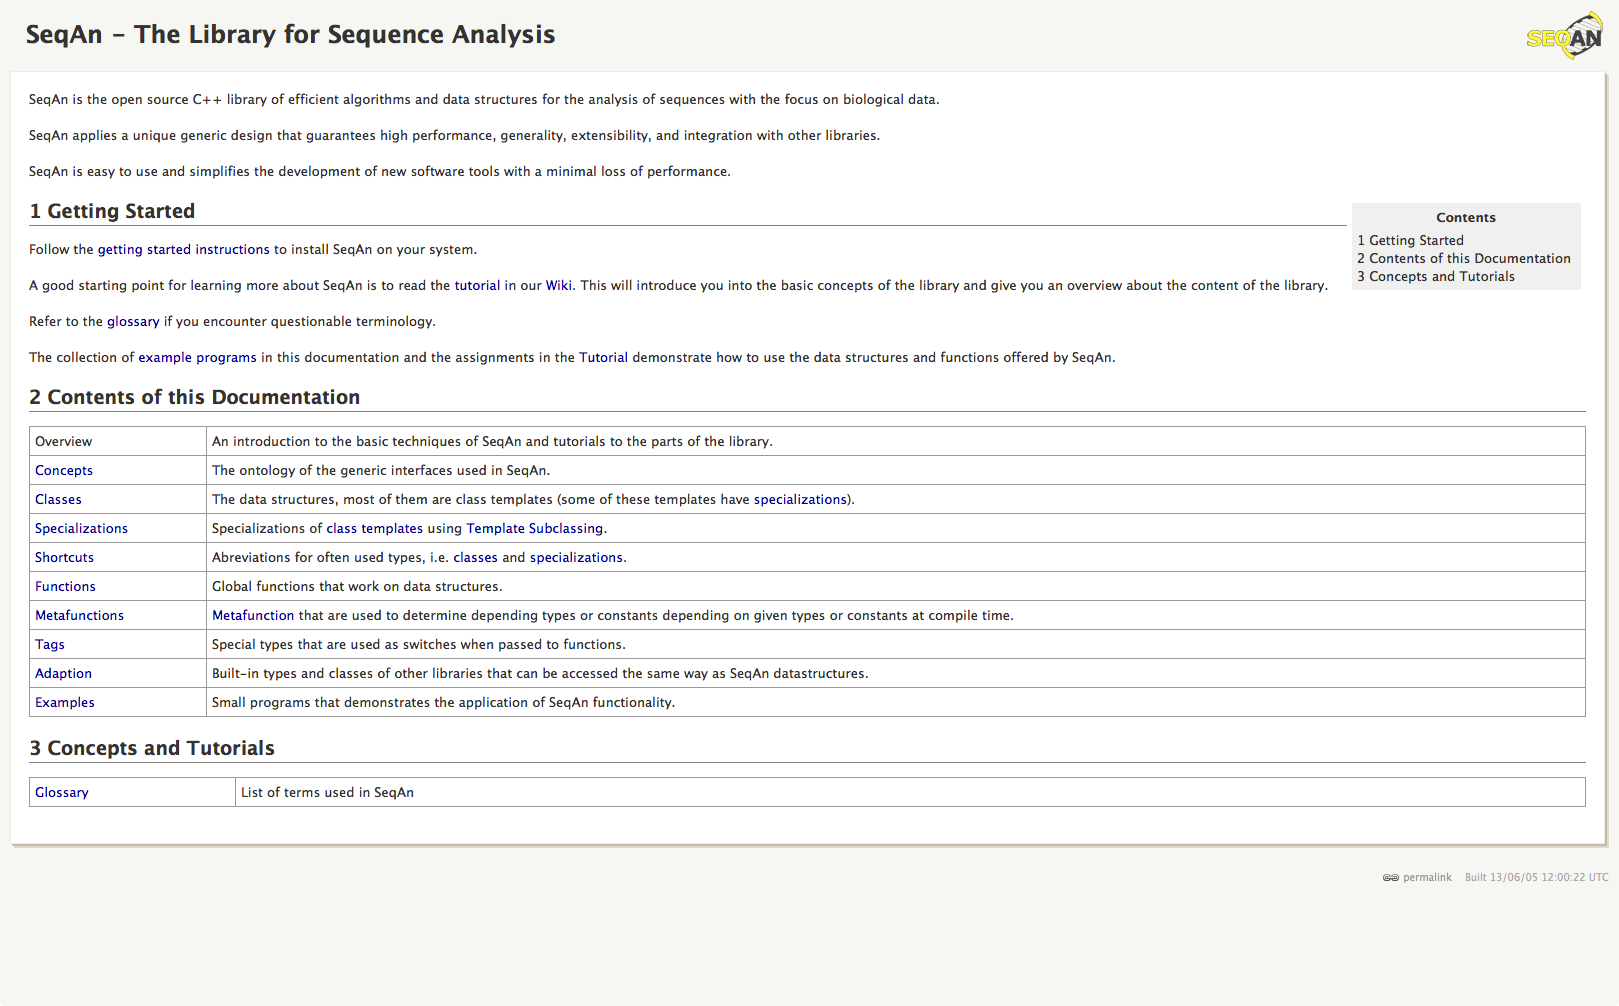 SeqAn - The Library for Sequence Analysis
SEQAN
SeqAn is the open source C++ library of efficient algorithms and data structures for the analysis of sequences with the focus on biological data.
SeqAn applies a unique generic design that guarantees high performance, generality, extensibility, and integration with other libraries.
SeqAn is easy to use and simplifies the development of new software tools with a minimal loss of performance.
1 Getting Started
Follow the getting started instructions to install SeqAn on your system.
A good starting point for learning more about SeqAn is to read the tutorial in our Wiki. This will introduce you into the basic concepts of the library and give you an overview about the content of the library.
Refer to the glossary if you encounter questionable terminology.
The collection of example programs in this documentation and the assignments in the Tutorial demonstrate how to use the data structures and functions offered by SeqAn.
Contents
1 Getting Started
2 Contents of this Documentation
3 Concepts and Tutorials
2 Contents of this Documentation
Overview An introduction to the basic techniques of SeqAn and tutorials to the parts of the library.
Concepts The ontology of the generic interfaces used in SeqAn.
Classes The data structures, most of them are class templates (some of these templates have specializations).
Specializations Specializations of class templates using Template Subclassing.
Shortcuts Abreviations for often used types, i.e. classes and specializations.
Functions Global functions that work on data structures.
Metafunctions Metafunction that are used to determine depending types or constants depending on given types or constants at compile time.
Tags Special types that are used as switches when passed to functions.
Adaption Built-in types and classes of other libraries that can be accessed the same way as SeqAn datastructures.
Examples Small programs that demonstrates the application of SeqAn functionality.
3 Concepts and Tutorials
Glossary List of terms used in SeqAn
permalink Built 13/06/05 12:00:22 UTC